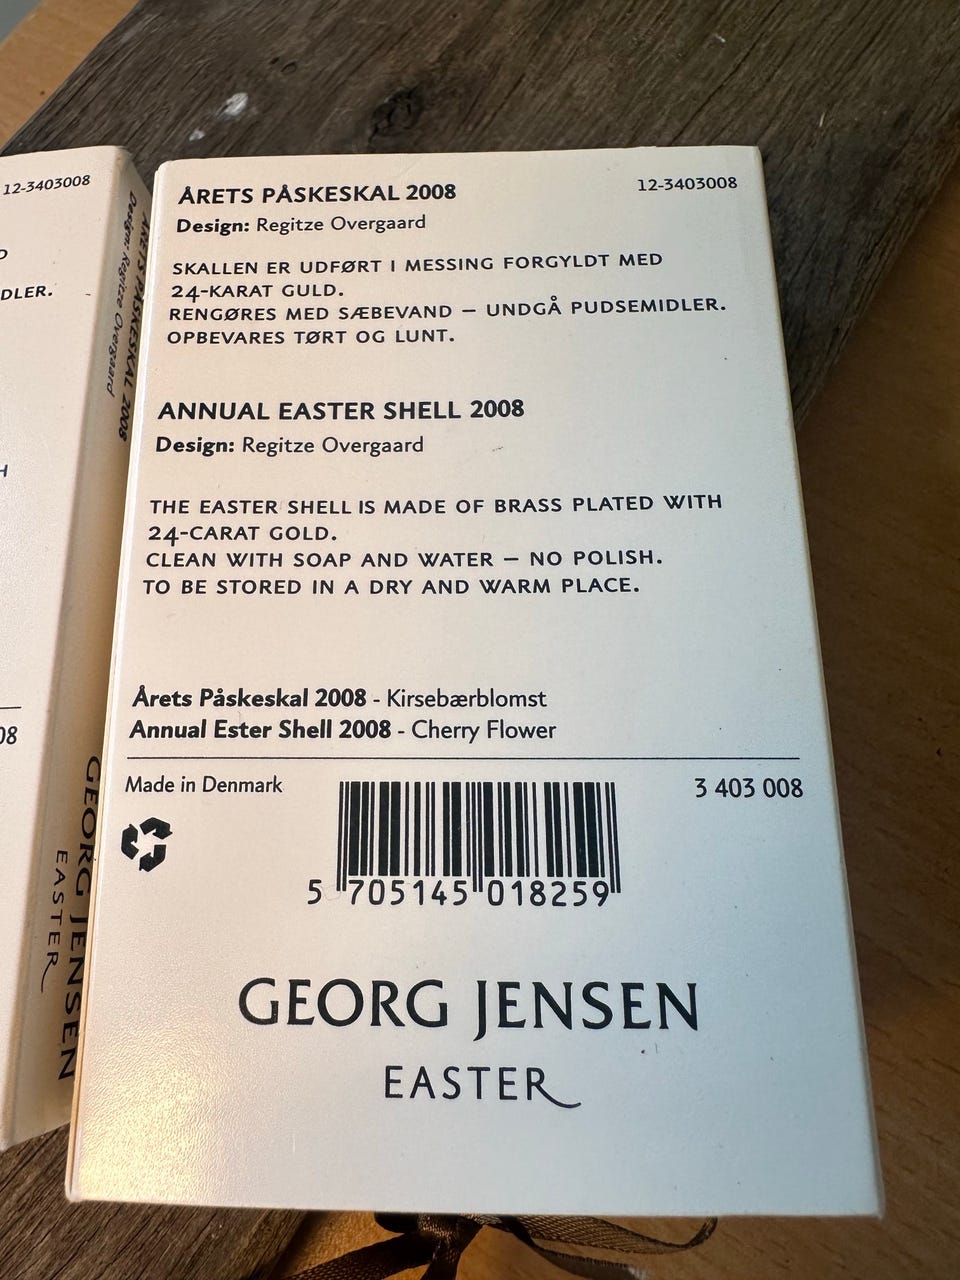 12-3403008
DLER.
08
ÅRETS PÅSKESKAL 2008
Design: Regitze Overgaard
GEORG JENSEN
EASTER
ÅRETS PÅSKESKAL 2008 12-3403008
Design: Regitze Overgaard
SKALLEN ER UDFØRT I MESSING FORGYLDT MED
24-KARAT GULD.
RENGØRES MED SÆBEVAND – UNDGÅ PUDSEMIDLER.
OPBEVARES TØRT OG LUNT.
ANNUAL EASTER SHELL 2008
Design: Regitze Overgaard
THE EASTER SHELL IS MADE OF BRASS PLATED WITH
24-CARAT GOLD.
CLEAN WITH SOAP AND WATER – NO POLISH.
TO BE STORED IN A DRY AND WARM PLACE.
Årets Påskeskal 2008 - Kirsebærblomst
Annual Ester Shell 2008 - Cherry Flower
Made in Denmark 3 403 008
5 705145 018259
GEORG JENSEN
EASTER